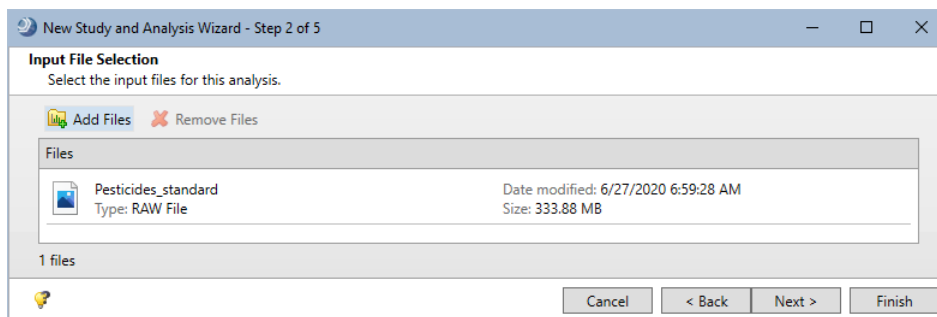 New Study and Analysis Wizard - Step 2 of 5
Input File Selection
Select the input files for this analysis.
Add Files Remove Files
Files
Pesticides_standard Date modified: 6/27/2020 6:59:28 AM
Type: RAW File Size: 333.88 MB
1 files
Cancel < Back Next > Finish